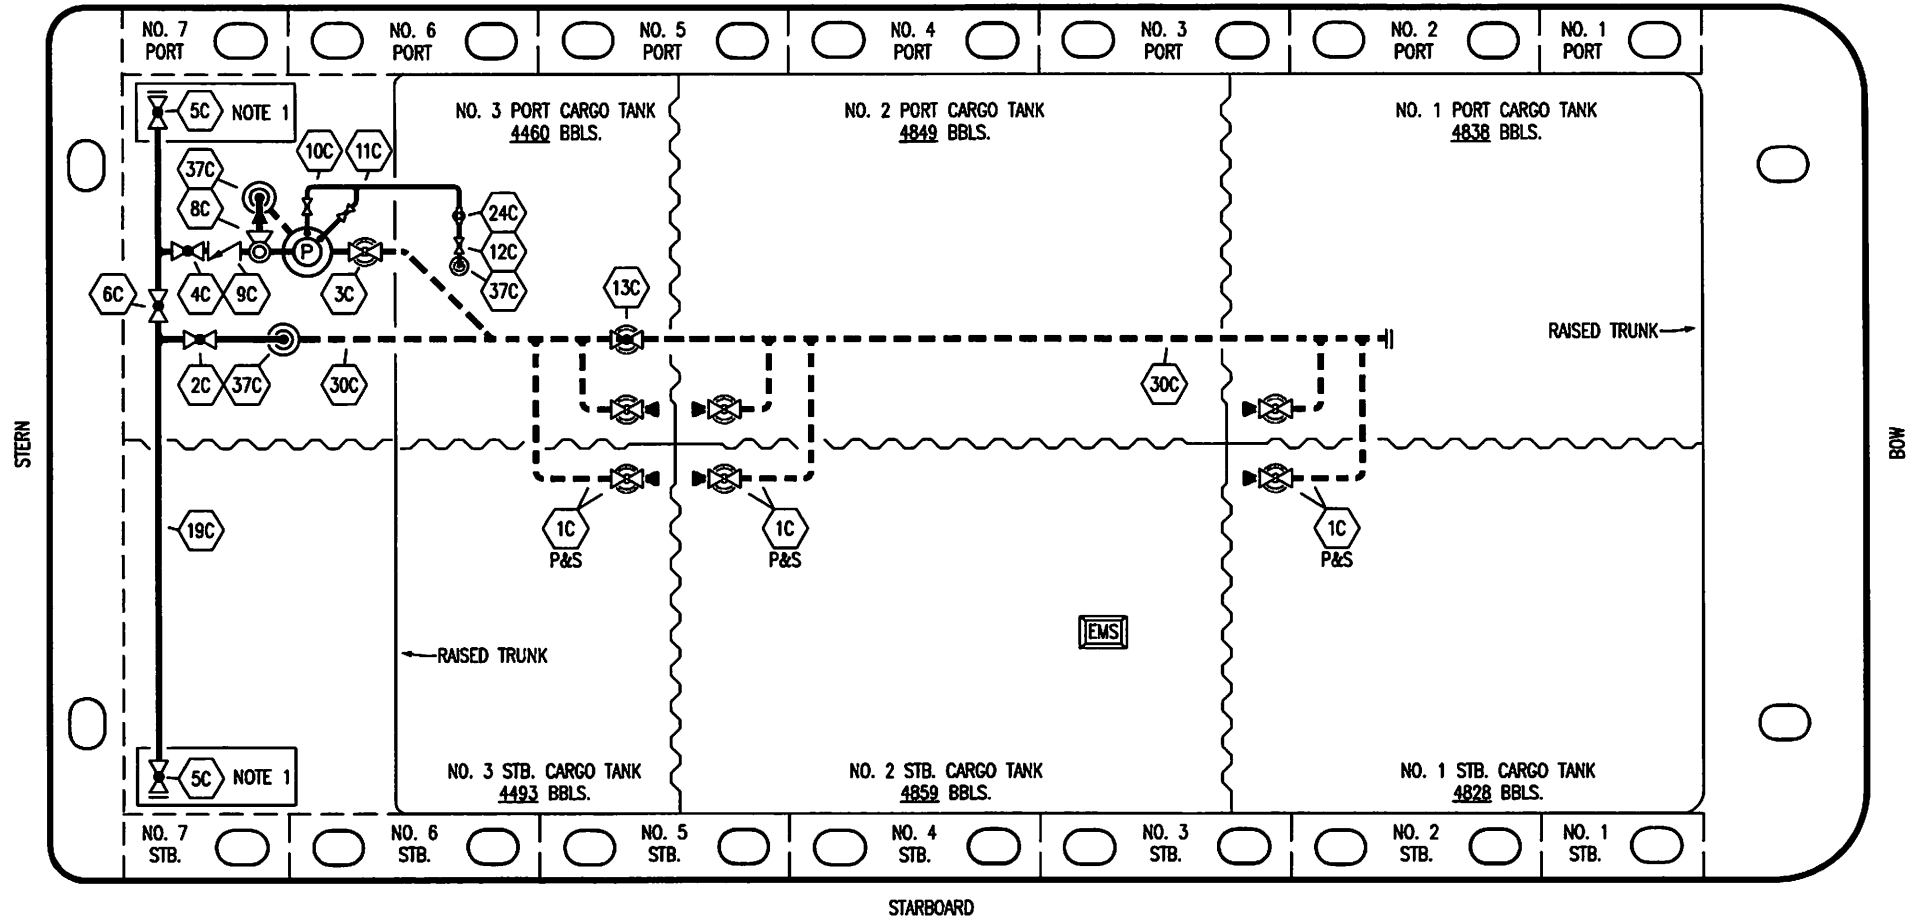 NO. 7
PORT
NO. 6
PORT
NO. 5
PORT
NO. 4
PORT
NO. 3
PORT
NO. 2
PORT
NO. 1
PORT
5C
NOTE 1
NO. 3 PORT CARGO TANK
4460 BBLS.
NO. 2 PORT CARGO TANK
4849 BBLS.
NO. 1 PORT CARGO TANK
4838 BBLS.
10C
11C
37C
8C
24C
12C
37C
6C
4C
9C
3C
13C
RAISED TRUNK
2C
37C
30C
30C
STERN
BOW
19C
1C
P&S
1C
P&S
1C
P&S
EMS
RAISED TRUNK
5C
NOTE 1
NO. 3 STB. CARGO TANK
4493 BBLS.
NO. 2 STB. CARGO TANK
4859 BBLS.
NO. 1 STB. CARGO TANK
4828 BBLS.
NO. 7
STB.
NO. 6
STB.
NO. 5
STB.
NO. 4
STB.
NO. 3
STB.
NO. 2
STB.
NO. 1
STB.
STARBOARD
P